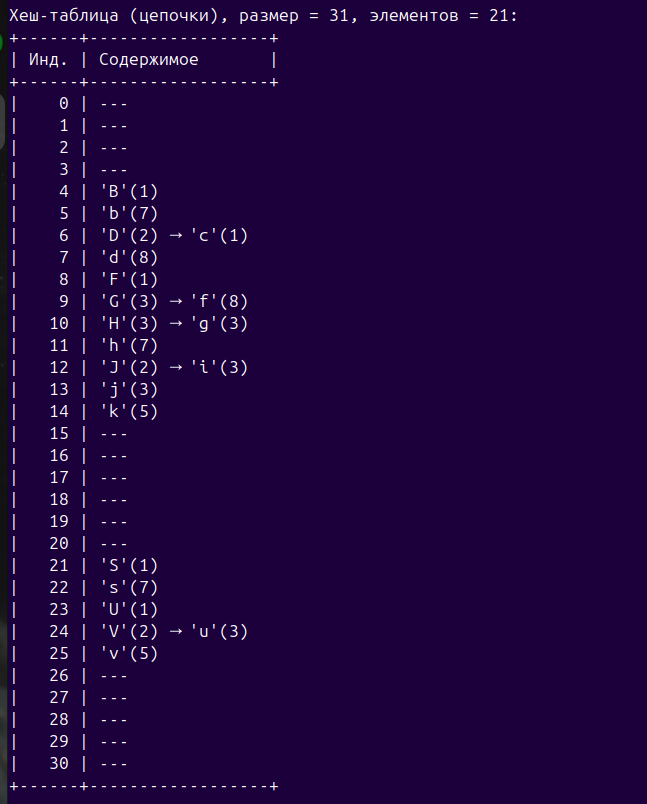 Хеш-таблица (цепочки), размер = 31, элементов = 21:
+------+------------------+
| Инд. | Содержимое       |
+------+------------------+
|    0 | ---
|    1 | ---
|    2 | ---
|    3 | ---
|    4 | 'B'(1)
|    5 | 'b'(7)
|    6 | 'D'(2) → 'c'(1)
|    7 | 'd'(8)
|    8 | 'F'(1)
|    9 | 'G'(3) → 'f'(8)
|   10 | 'H'(3) → 'g'(3)
|   11 | 'h'(7)
|   12 | 'J'(2) → 'i'(3)
|   13 | 'j'(3)
|   14 | 'k'(5)
|   15 | ---
|   16 | ---
|   17 | ---
|   18 | ---
|   19 | ---
|   20 | ---
|   21 | 'S'(1)
|   22 | 's'(7)
|   23 | 'U'(1)
|   24 | 'V'(2) → 'u'(3)
|   25 | 'v'(5)
|   26 | ---
|   27 | ---
|   28 | ---
|   29 | ---
|   30 | ---
+------+------------------+